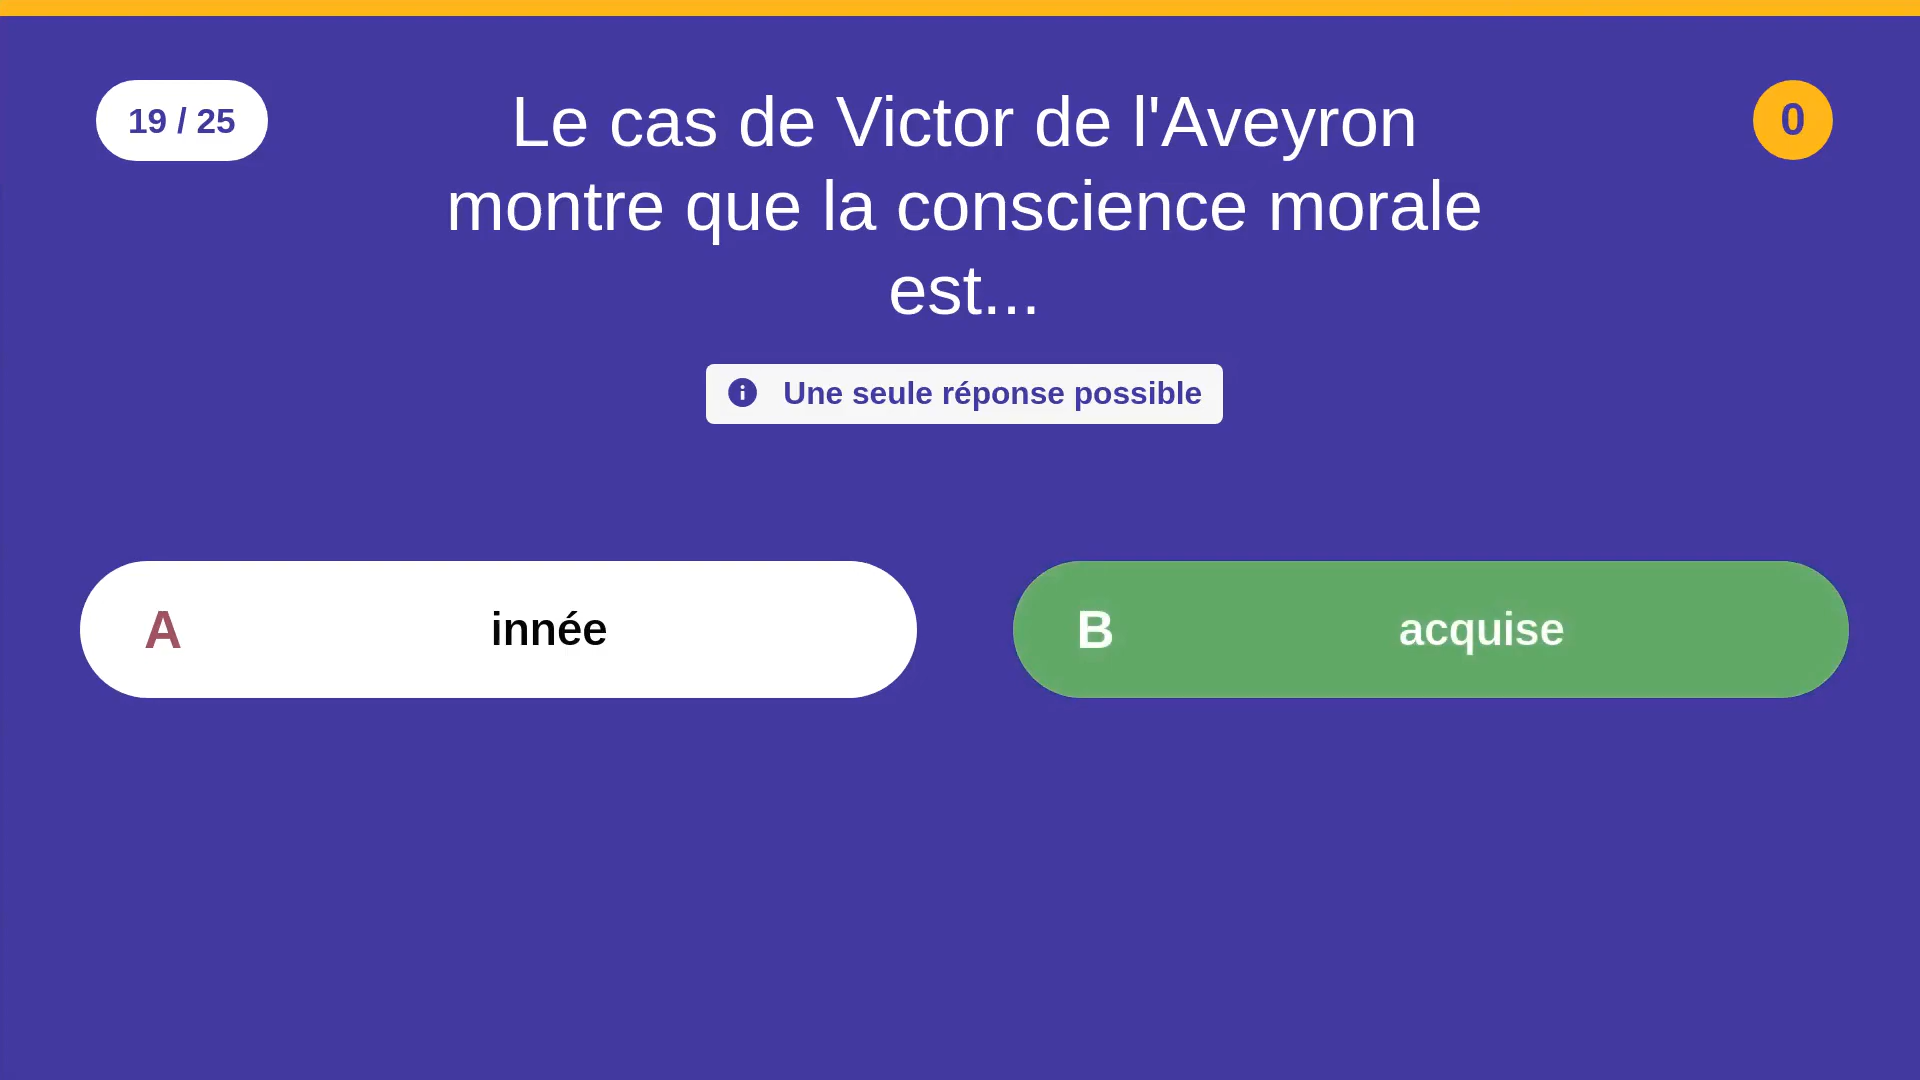 19 / 25
Le cas de Victor de l'Aveyron
montre que la conscience morale
est...
0
Une seule réponse possible
A innée
B acquise